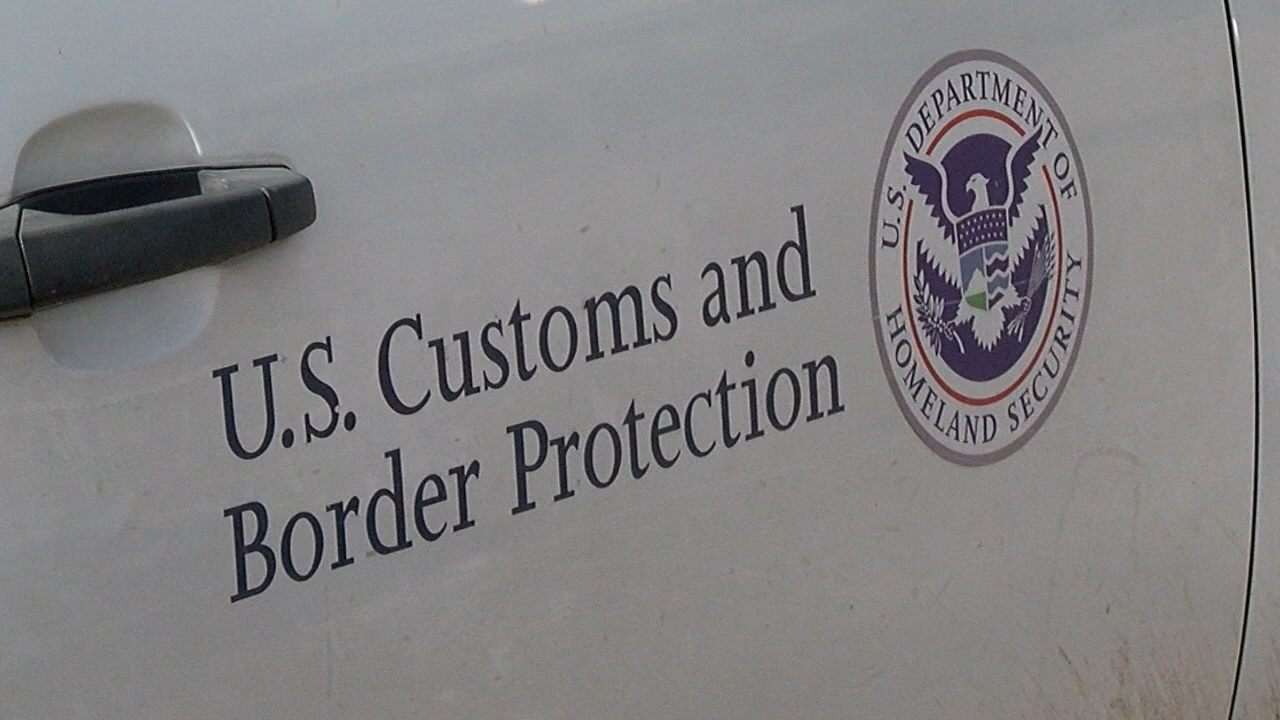 U.S. Customs and
Border Protection
U.S. DEPARTMENT OF
HOMELAND SECURITY